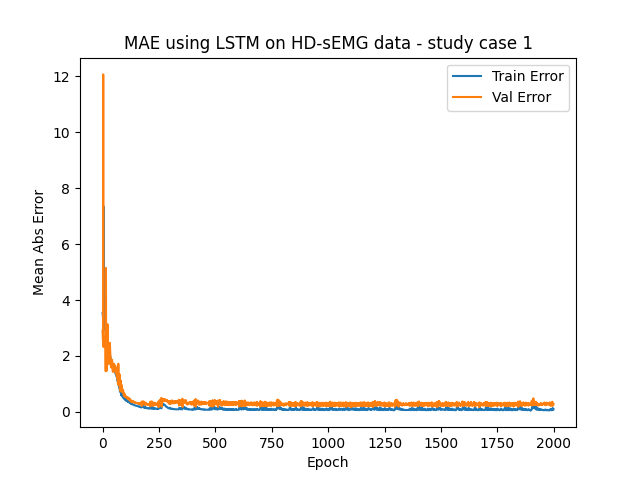 MAE using LSTM on HD-sEMG data - study case 1
Train Error
Val Error
Mean Abs Error
12
10
8
6
4
2
0
0 250 500 750 1000 1250 1500 1750 2000
Epoch